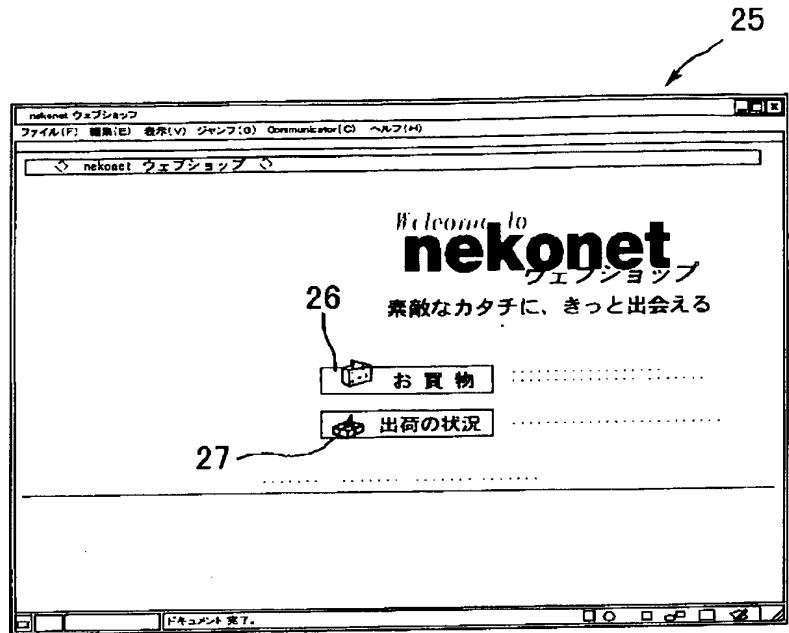 25
nekonet ウェブショップ
ファイル(F) 編集(E) 表示(V) ジャンプ(G) Communicator(C) ヘルプ(H)
◇ nekonet ウェブショップ ◇
Welcome to
nekonet
ウェブショップ
素敵なカタチに、きっと出会える
26
お買物
出荷の状況
27
ドキュメント完了。